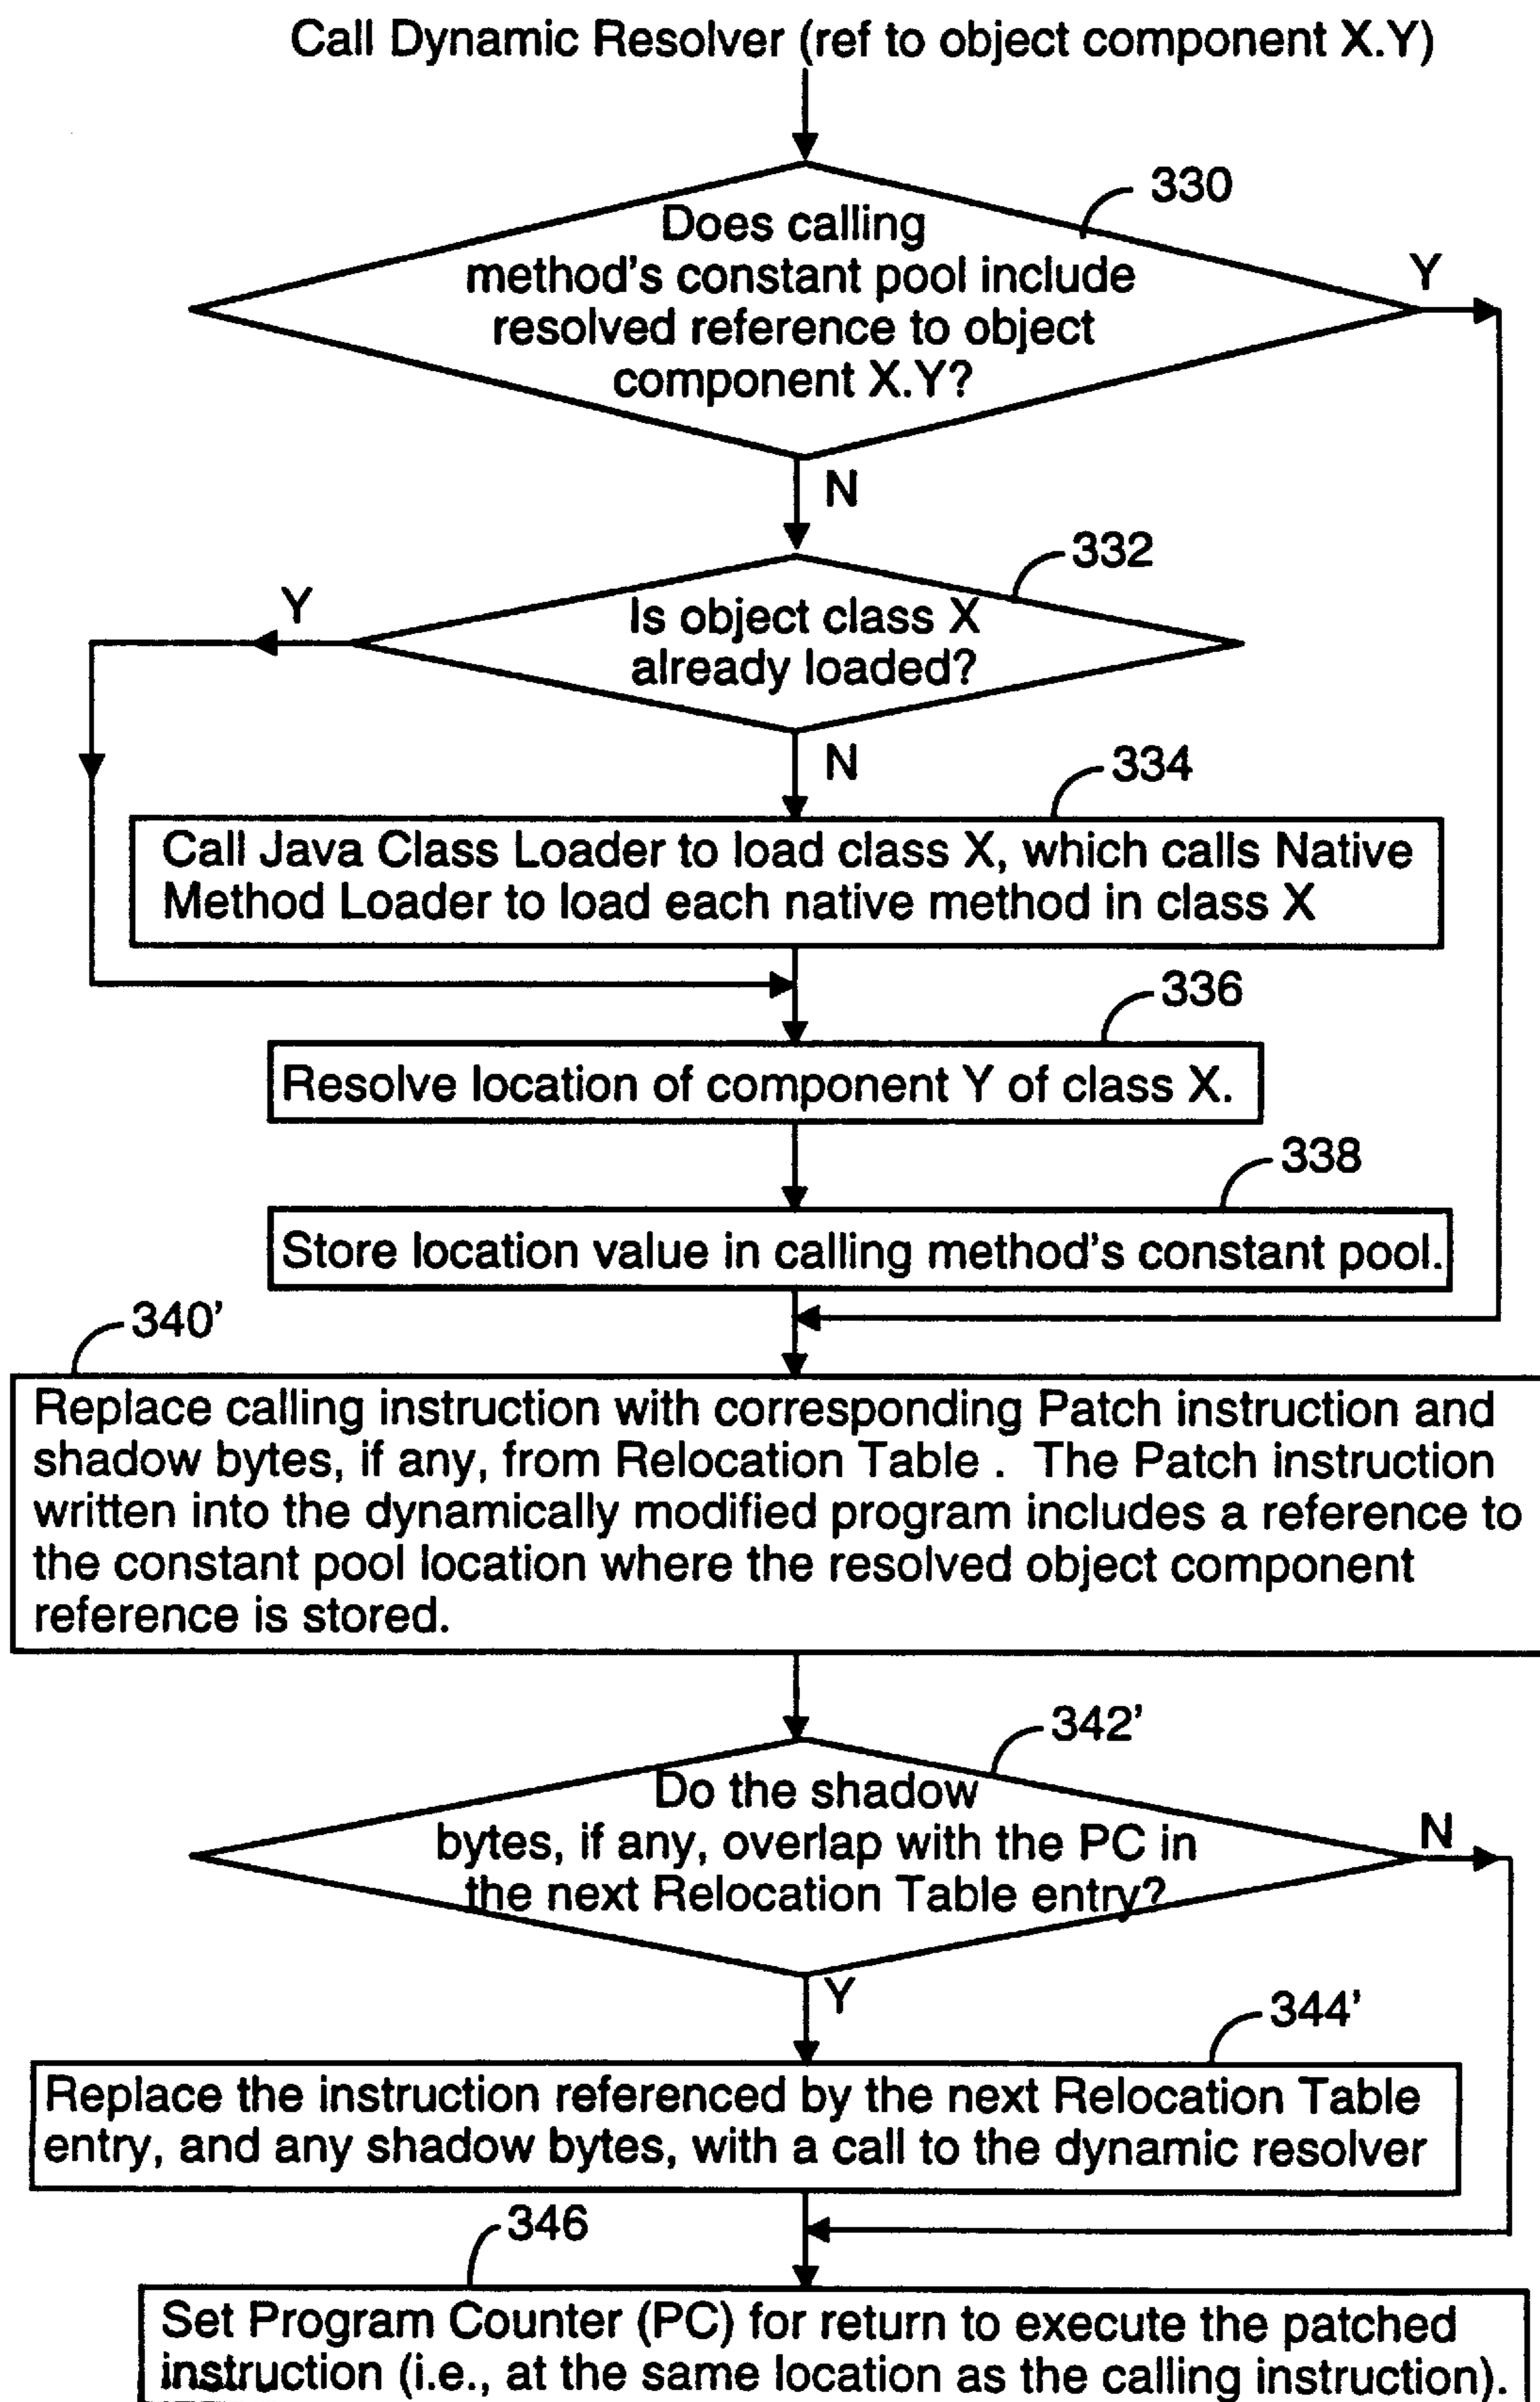 Call Dynamic Resolver (ref to object component X.Y)
330
Does calling
method's constant pool include
resolved reference to object
component X.Y?
Y
N
332
Is object class X
already loaded?
Y
N
334
Call Java Class Loader to load class X, which calls Native
Method Loader to load each native method in class X
336
Resolve location of component Y of class X.
338
Store location value in calling method's constant pool.
340'
Replace calling instruction with corresponding Patch instruction and
shadow bytes, if any, from Relocation Table . The Patch instruction
written into the dynamically modified program includes a reference to
the constant pool location where the resolved object component
reference is stored.
342'
Do the shadow
bytes, if any, overlap with the PC in
the next Relocation Table entry?
N
Y
344'
Replace the instruction referenced by the next Relocation Table
entry, and any shadow bytes, with a call to the dynamic resolver
346
Set Program Counter (PC) for return to execute the patched
instruction (i.e., at the same location as the calling instruction).